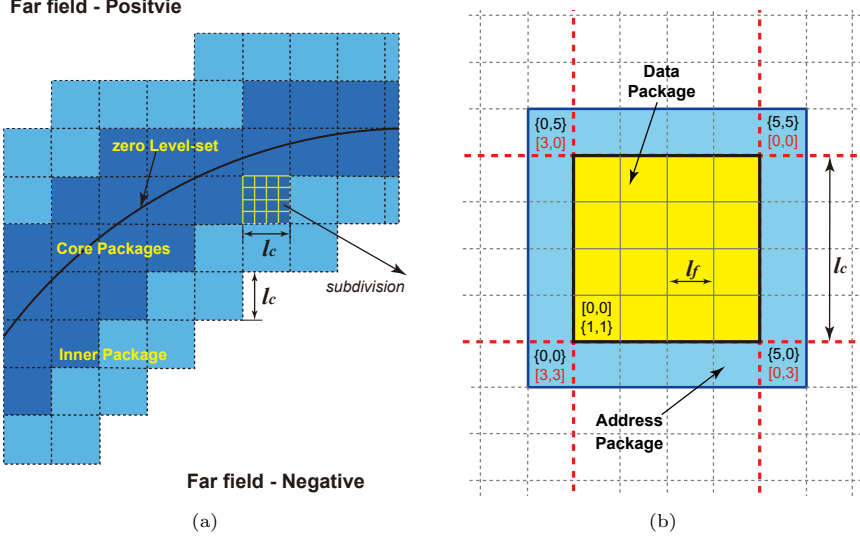 Far field - Positvie
zero Level-set
Core Packages
l_c
l_c
subdivision
Inner Package
Far field - Negative
(a)
Data
Package
{0,5}
[3,0]
{5,5}
[0,0]
l_f
l_c
[0,0]
{1,1}
{0,0}
[3,3]
{5,0}
[0,3]
Address
Package
(b)